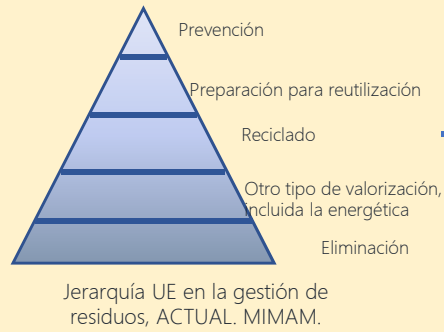 Prevención
Preparación para reutilización
Reciclado
Otro tipo de valorización,
incluida la energética
Eliminación
Jerarquía UE en la gestión de
residuos, ACTUAL. MIMAM.